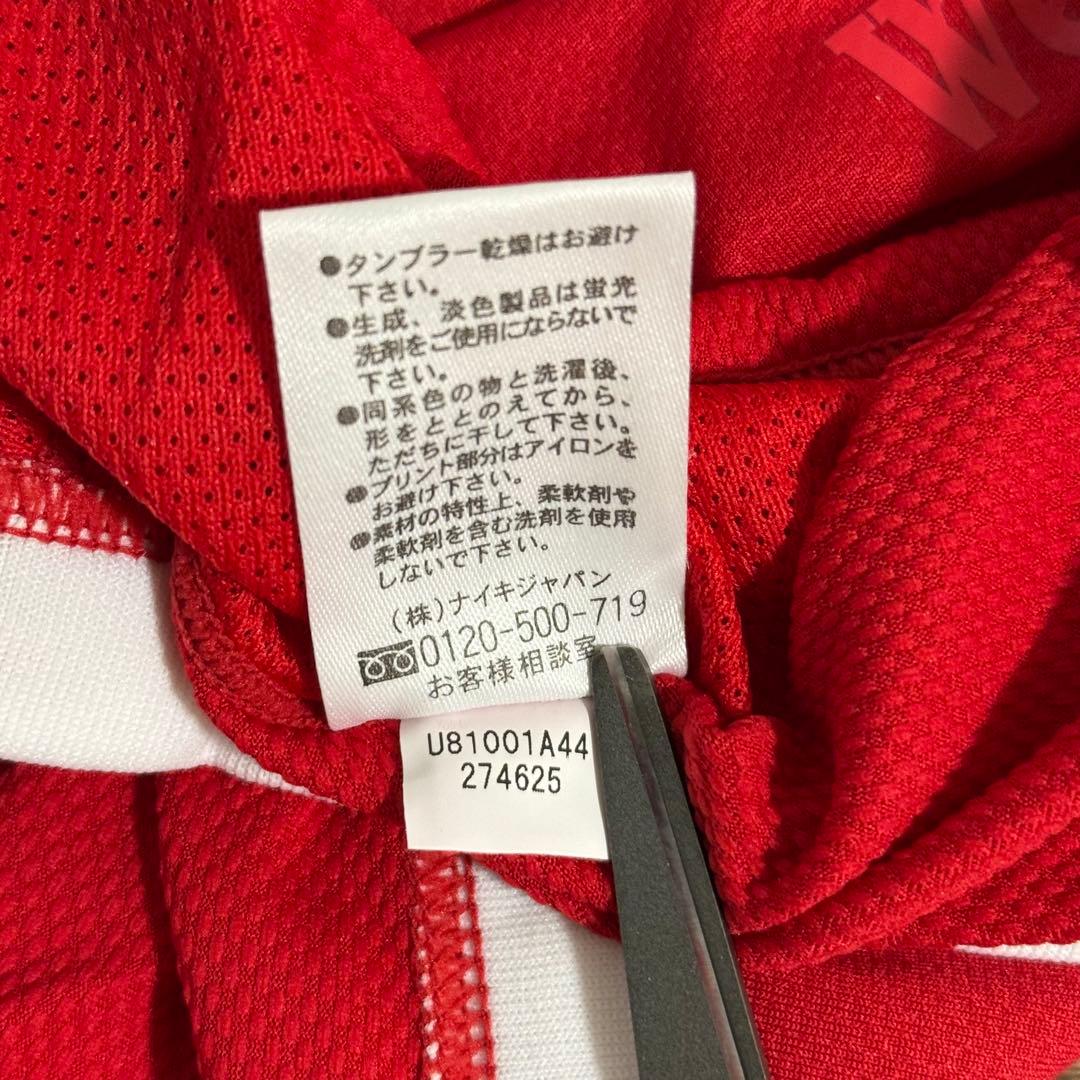 ●タンブラー乾燥はお避け
下さい。
●生成、淡色製品は蛍光
洗剤をご使用にならないで
下さい。
●同系色の物と洗濯後、
形をととのえてから、
ただちに干して下さい。
●プリント部分はアイロンを
お避け下さい。
●素材の特性上、柔軟剤や
柔軟剤を含む洗剤を使用
しないで下さい。
(株)ナイキジャパン
0120-500-719
お客様相談室
U81001A44
274625